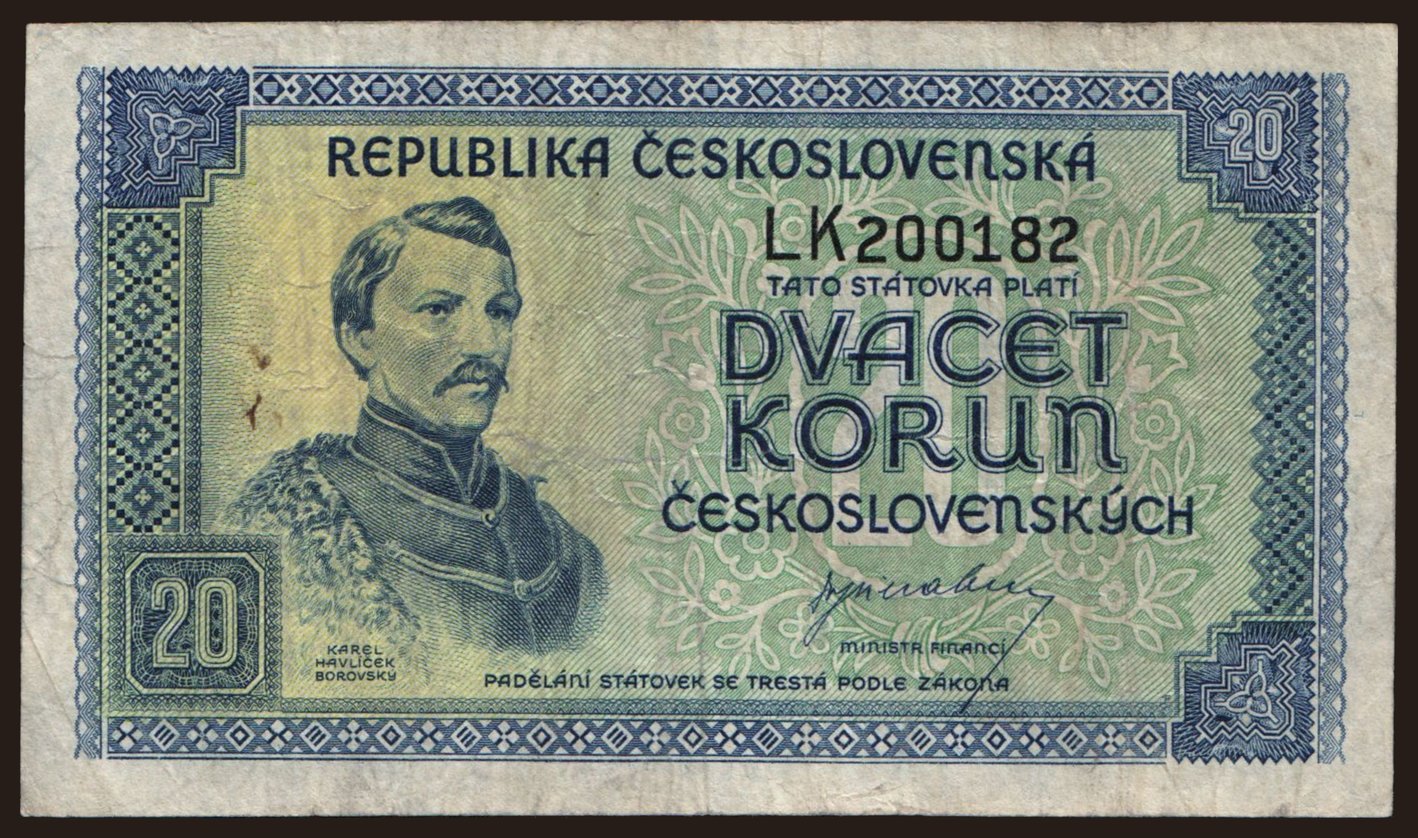 REPUBLIKA ČESKOSLOVENSKÁ
20
LK200182
TATO STÁTOVKA PLATÍ
DVACET
KORUN
ČESKOSLOVENSKÝCH
20
20
KAREL
HAVLÍČEK
BOROVSKÝ
MINISTR FINANCÍ
PADĚLÁNÍ STÁTOVEK SE TRESTÁ PODLE ZÁKONA